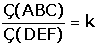 Ç(ABC)
Ç(DEF) = k